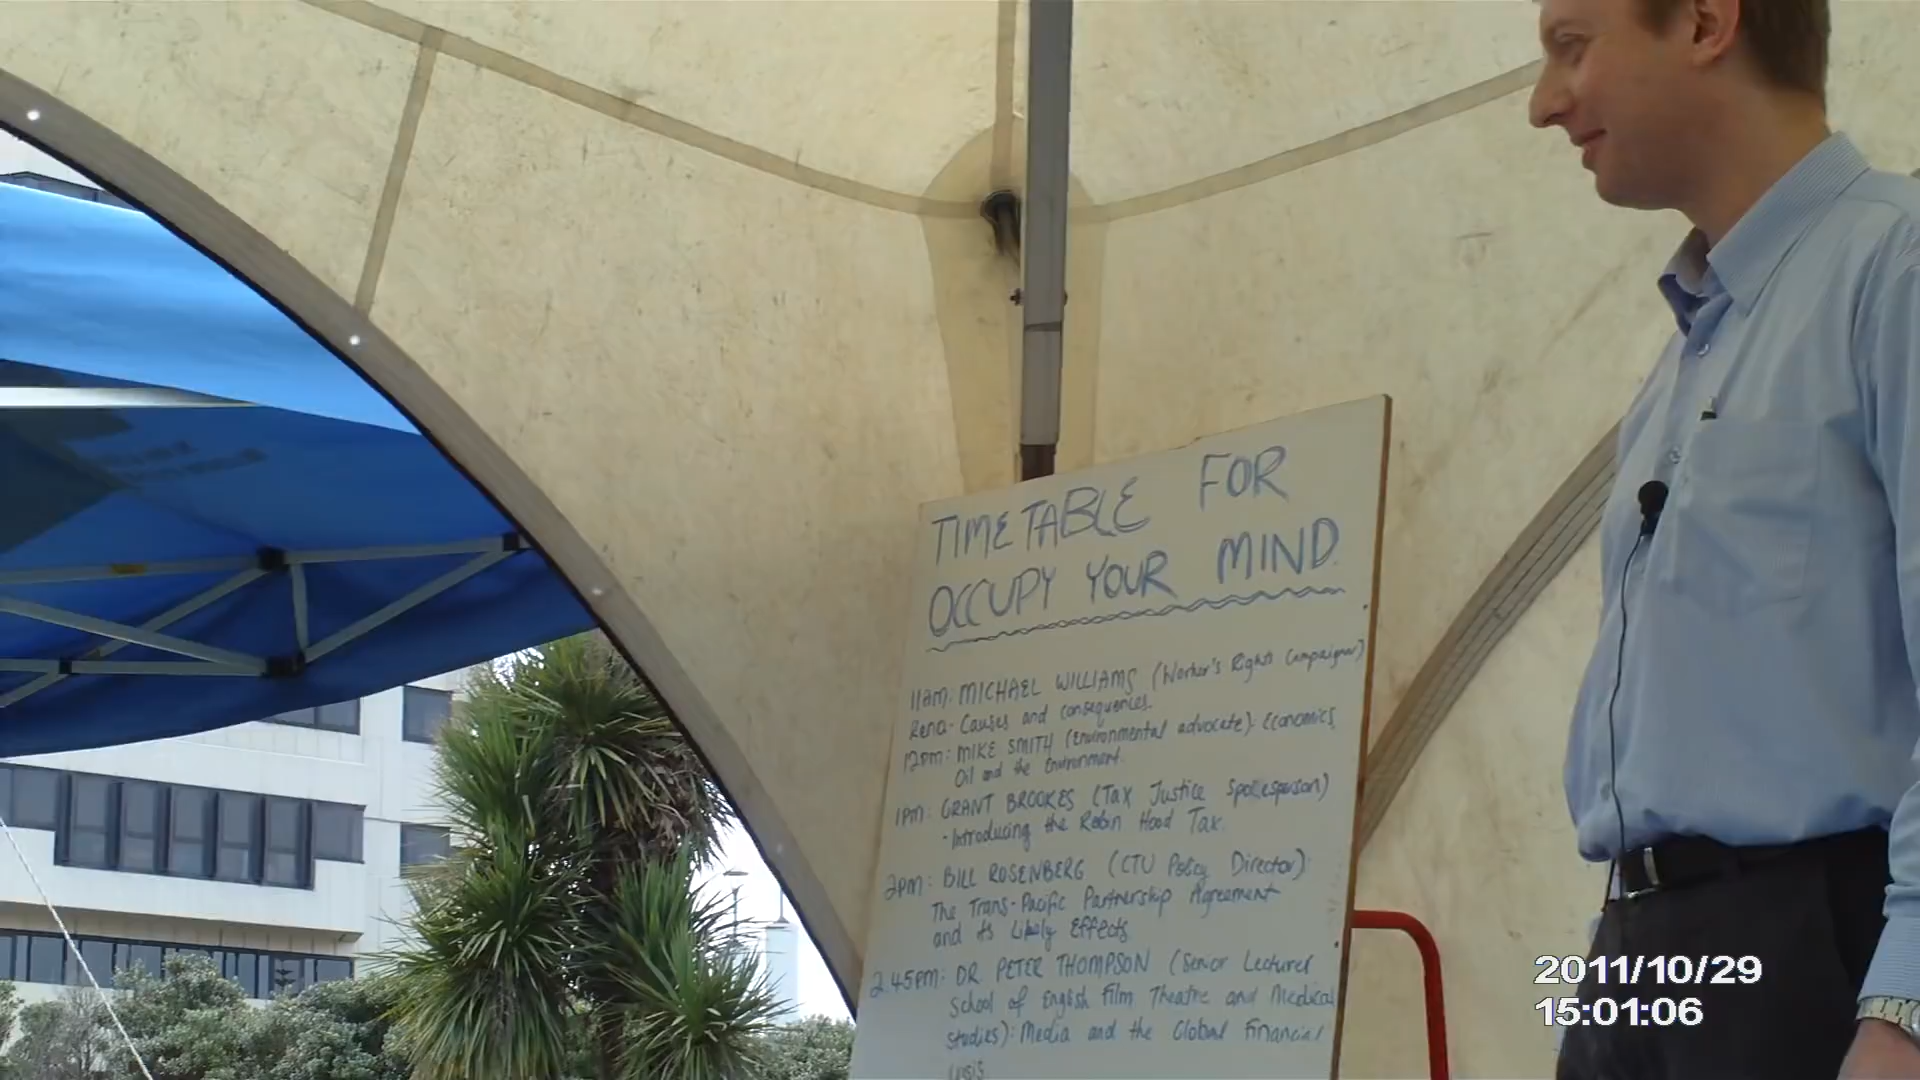 TIMETABLE FOR
OCCUPY YOUR MIND.
11AM: MICHAEL WILLIAMS (Worker's Rights Campaigner)
Rena - Causes and consequences.
12PM: MIKE SMITH (Environmental advocate): Economics,
Oil and the Environment.
1PM: GRANT BROOKES (Tax Justice Spokesperson)
- Introducing the Robin Hood Tax.
2PM: BILL ROSENBERG (CTU Policy Director):
The Trans-Pacific Partnership Agreement
and its Likely Effects
2.45PM: DR. PETER THOMPSON (Senior Lecturer
School of English Film Theatre and Medical
studies): Media and the Global Financial
crisis
2011/10/29
15:01:06